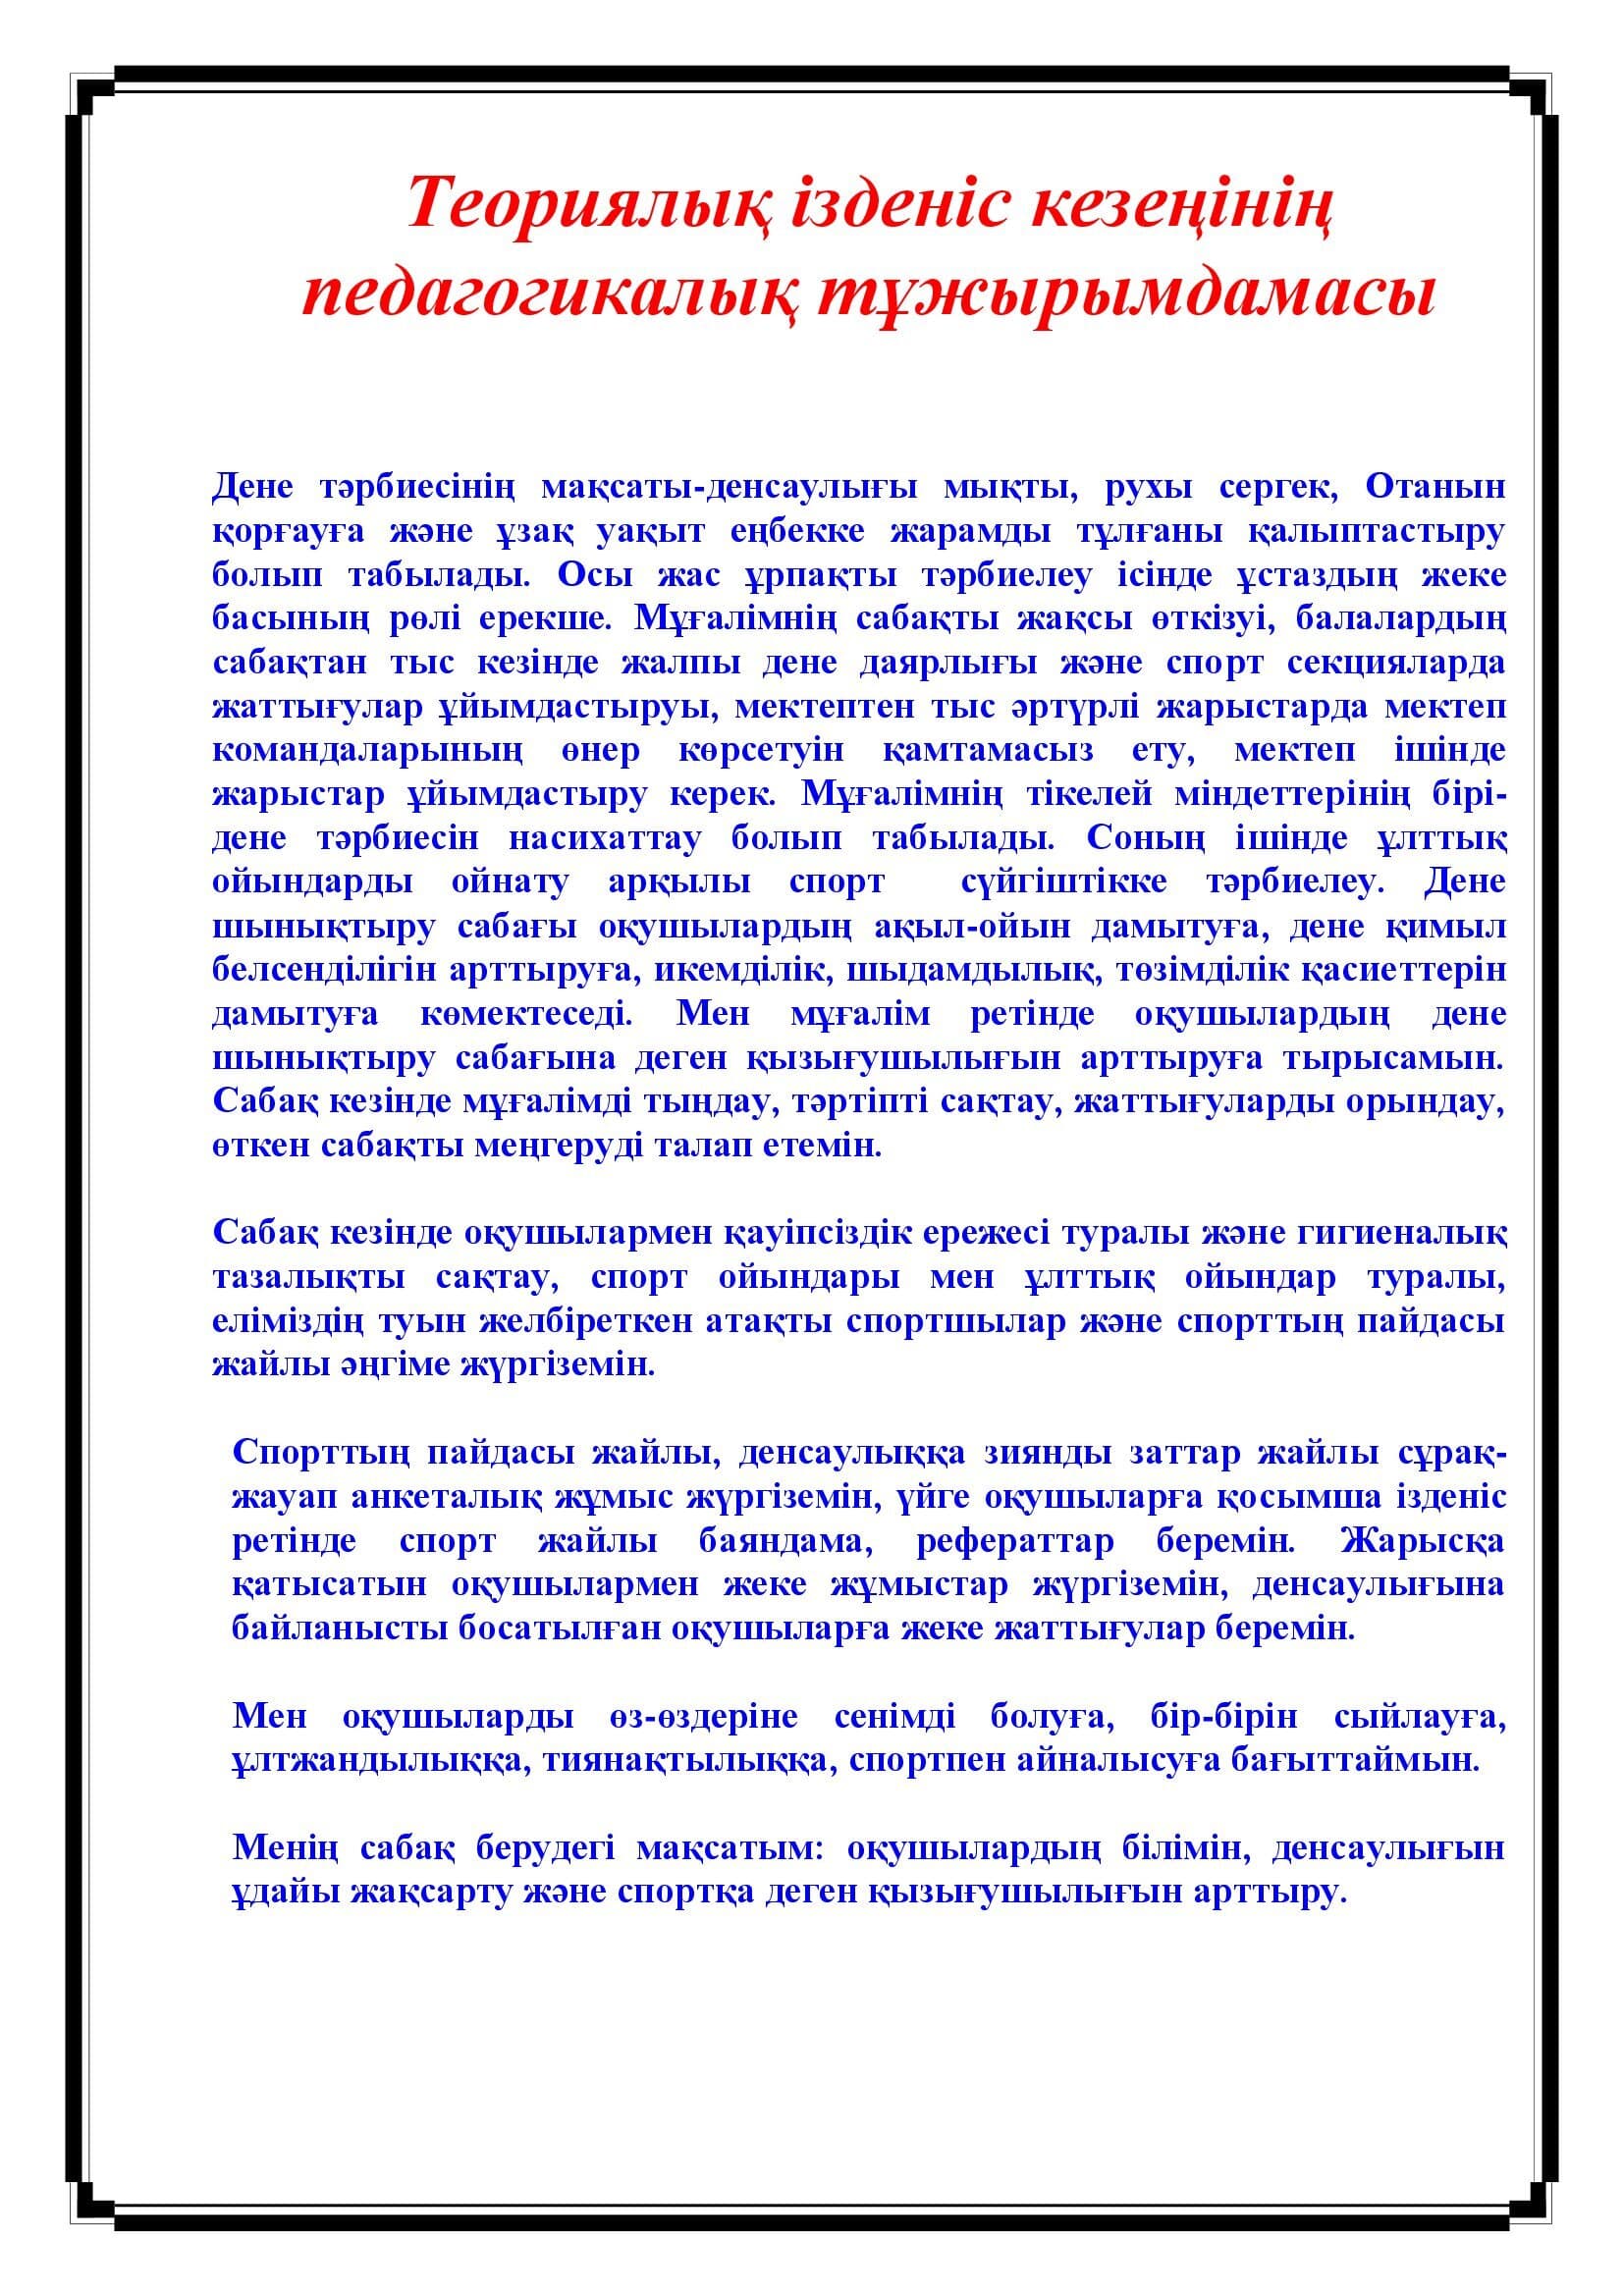 Теориялық ізденіс кезеңінің
педагогикалық тұжырымдамасы
Дене тәрбиесінің мақсаты-денсаулығы мықты, рухы сергек, Отанын
қорғауға және ұзақ уақыт еңбекке жарамды тұлғаны қалыптастыру
болып табылады. Осы жас ұрпақты тәрбиелеу ісінде ұстаздың жеке
басының рөлі ерекше. Мұғалімнің сабақты жақсы өткізуі, балалардың
сабақтан тыс кезінде жалпы дене даярлығы және спорт секцияларда
жаттығулар ұйымдастыруы, мектептен тыс әртүрлі жарыстарда мектеп
командаларының өнер көрсетуін қамтамасыз ету, мектеп ішінде
жарыстар ұйымдастыру керек. Мұғалімнің тікелей міндеттерінің бірі-
дене тәрбиесін насихаттау болып табылады. Соның ішінде ұлттық
ойындарды ойнату арқылы спорт сүйгіштікке тәрбиелеу. Дене
шынықтыру сабағы оқушылардың ақыл-ойын дамытуға, дене қимыл
белсенділігін арттыруға, икемділік, шыдамдылық, төзімділік қасиеттерін
дамытуға көмектеседі. Мен мұғалім ретінде оқушылардың дене
шынықтыру сабағына деген қызығушылығын арттыруға тырысамын.
Сабақ кезінде мұғалімді тыңдау, тәртіпті сақтау, жаттығуларды орындау,
өткен сабақты меңгеруді талап етемін.
Сабақ кезінде оқушылармен қауіпсіздік ережесі туралы және гигиеналық
тазалықты сақтау, спорт ойындары мен ұлттық ойындар туралы,
еліміздің туын желбіреткен атақты спортшылар және спорттың пайдасы
жайлы әңгіме жүргіземін.
Спорттың пайдасы жайлы, денсаулыққа зиянды заттар жайлы сұрақ-
жауап анкеталық жұмыс жүргіземін, үйге оқушыларға қосымша ізденіс
ретінде спорт жайлы баяндама, рефераттар беремін. Жарысқа
қатысатын оқушылармен жеке жұмыстар жүргіземін, денсаулығына
байланысты босатылған оқушыларға жеке жаттығулар беремін.
Мен оқушыларды өз-өздеріне сенімді болуға, бір-бірін сыйлауға,
ұлтжандылыққа, тиянақтылыққа, спортпен айналысуға бағыттаймын.
Менің сабақ берудегі мақсатым: оқушылардың білімін, денсаулығын
ұдайы жақсарту және спортқа деген қызығушылығын арттыру.